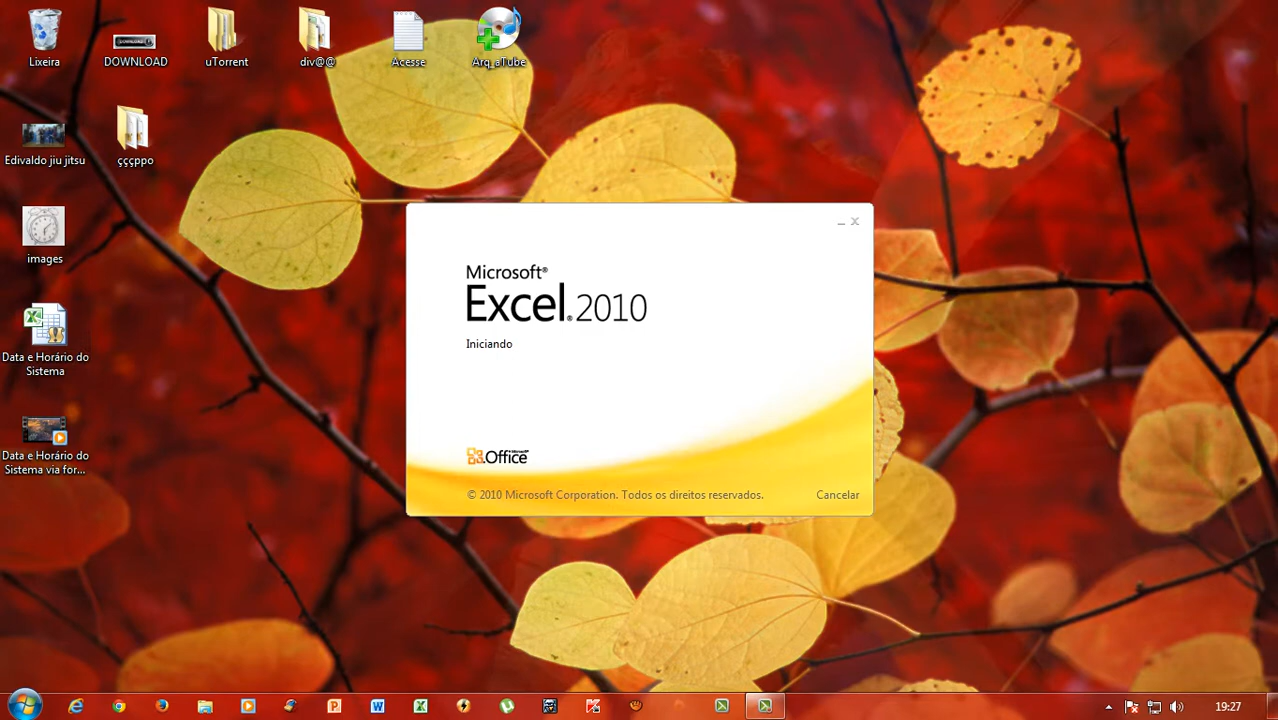 Lixeira
DOWNLOAD
uTorrent
div@@
Acesse
Arq_aTube
Edivaldo jiu jitsu
çççppo
images
Data e Horário do
Sistema
Data e Horário do
Sistema via for...
Microsoft®
Excel® 2010
Iniciando
Office
© 2010 Microsoft Corporation. Todos os direitos reservados.
Cancelar
19:27